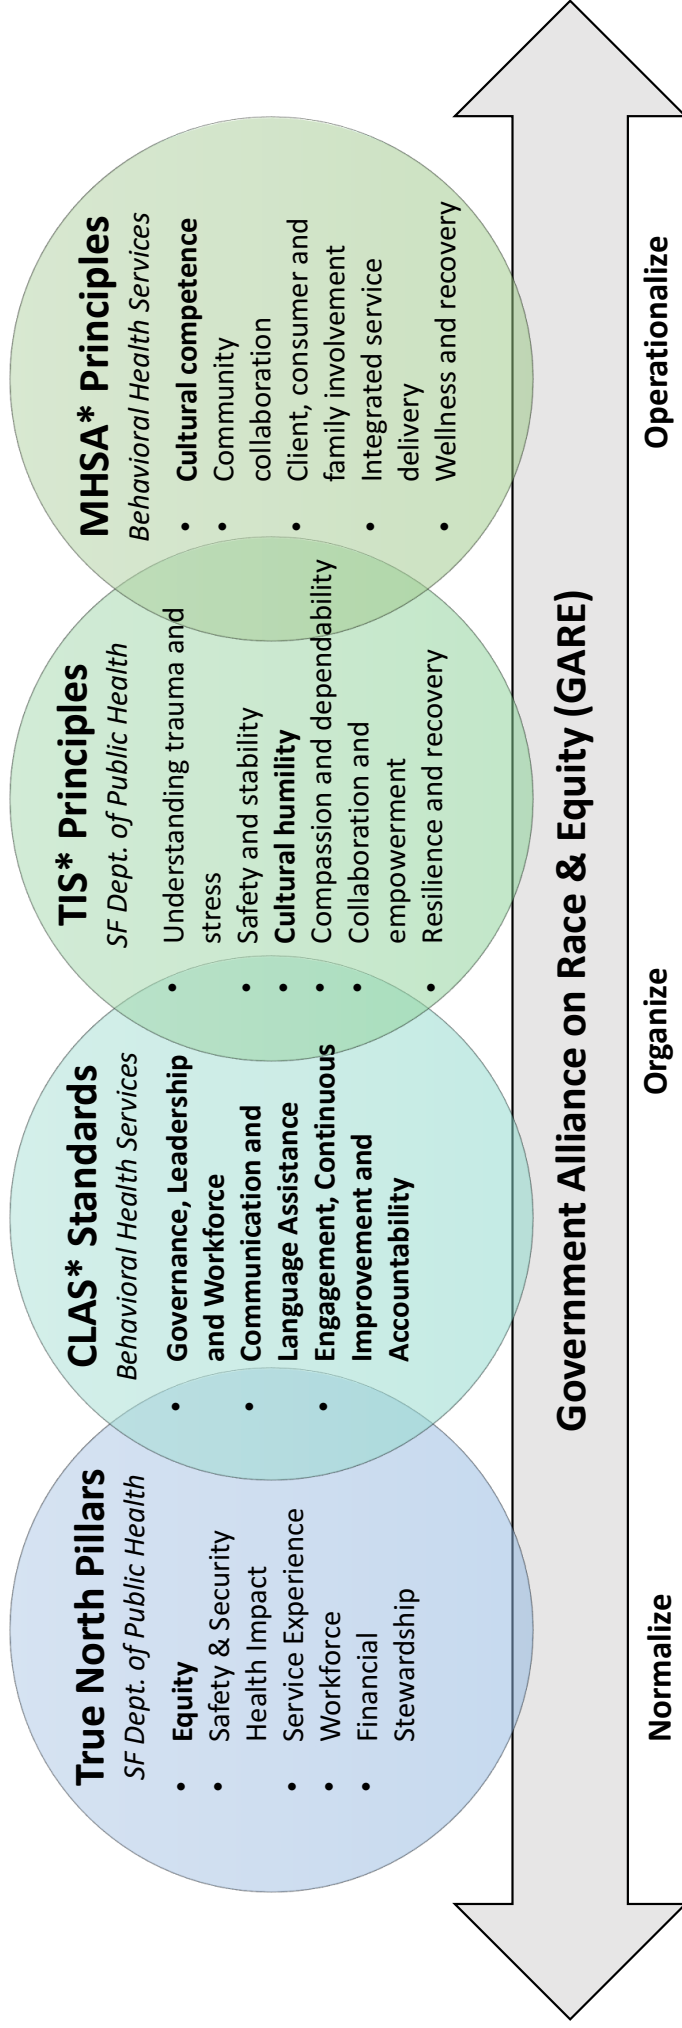 True North Pillars
SF Dept. of Public Health
• Equity
• Safety & Security
Health Impact
• Service Experience
• Workforce
• Financial
Stewardship
CLAS* Standards
Behavioral Health Services
• Governance, Leadership
and Workforce
• Communication and
Language Assistance
• Engagement, Continuous
Improvement and
Accountability
TIS* Principles
SF Dept. of Public Health
• Understanding trauma and
stress
• Safety and stability
• Cultural humility
• Compassion and dependability
• Collaboration and
empowerment
• Resilience and recovery
MHSA* Principles
Behavioral Health Services
• Cultural competence
• Community
collaboration
• Client, consumer and
family involvement
• Integrated service
delivery
• Wellness and recovery
Government Alliance on Race & Equity (GARE)
Normalize
Organize
Operationalize